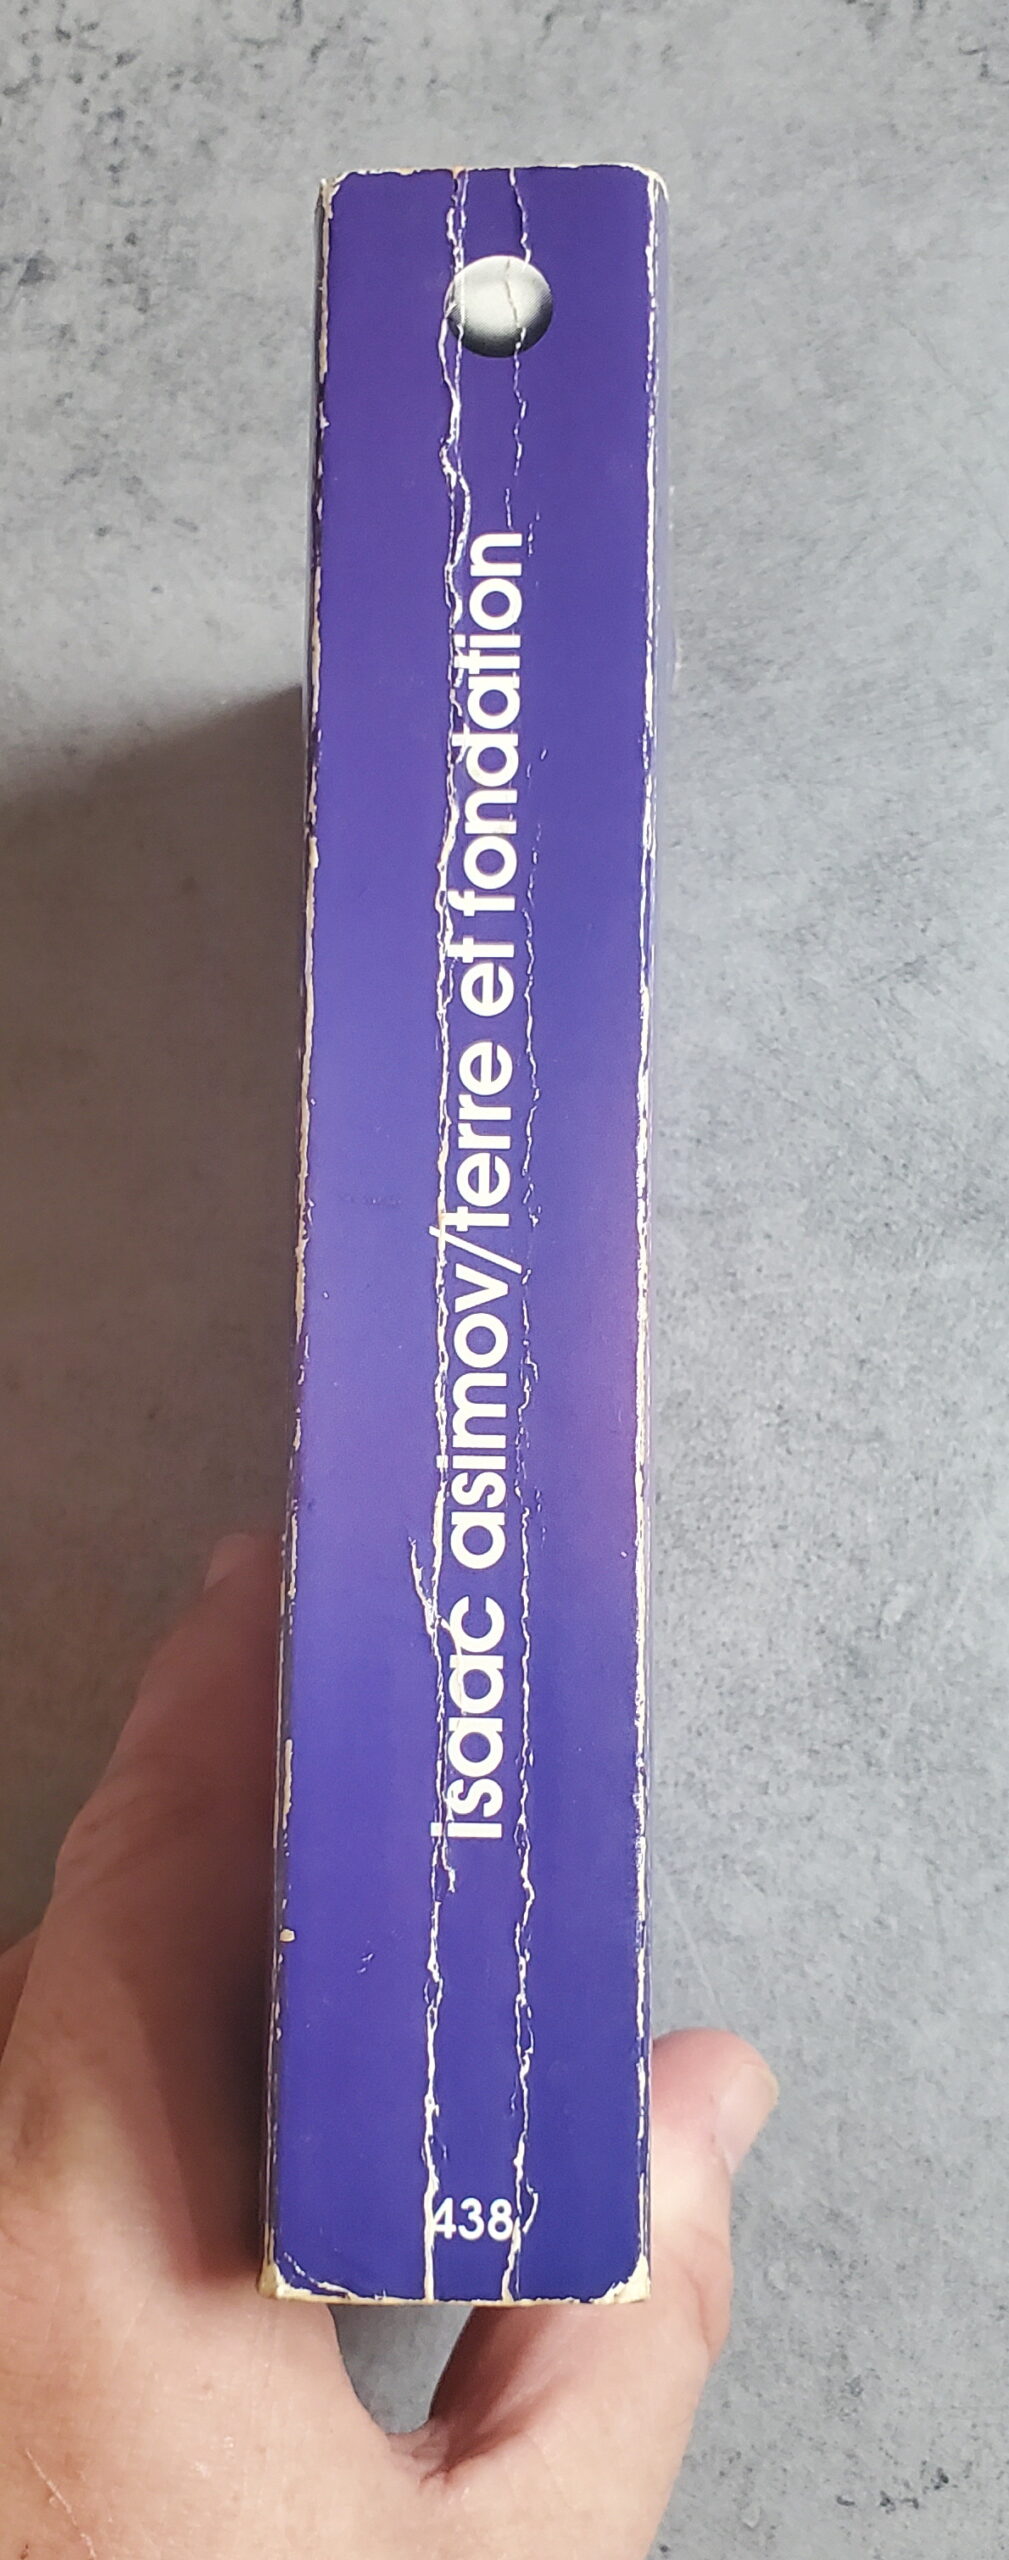 isaac asimov/terre et fondation
438